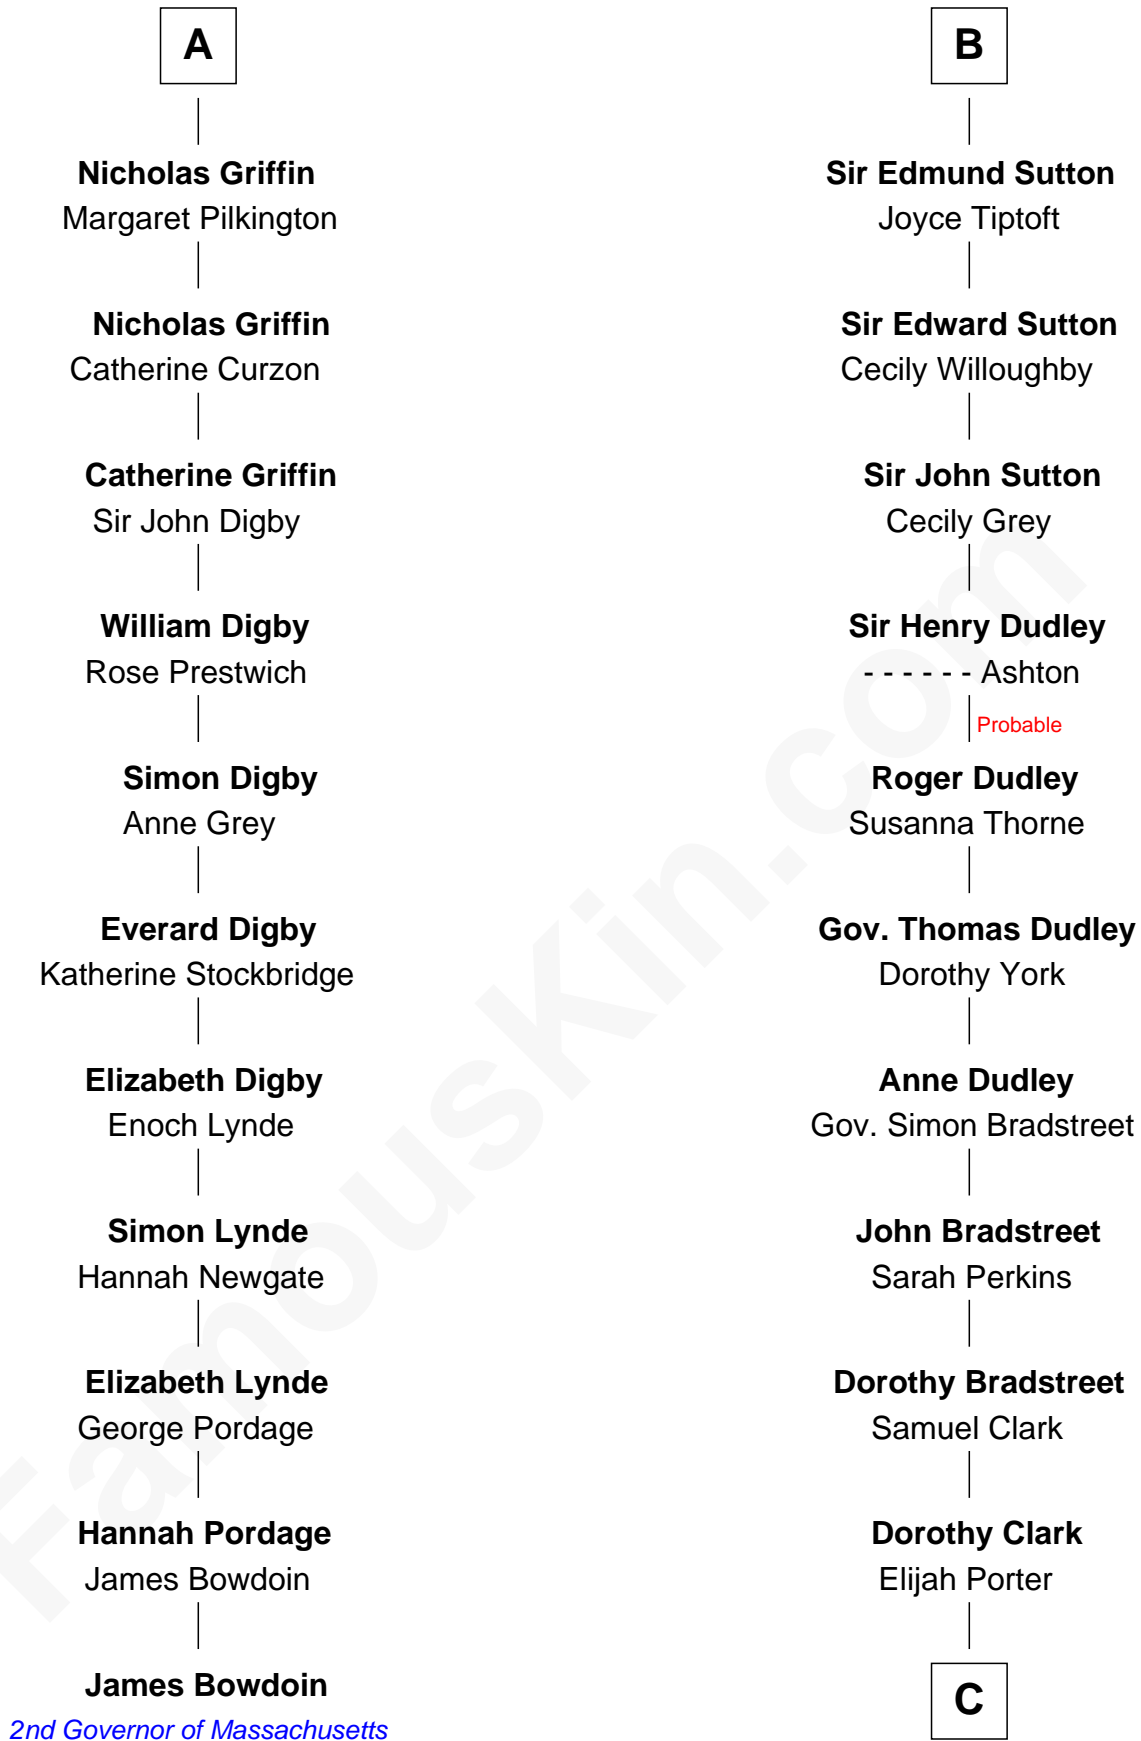 A
Nicholas Griffin
Margaret Pilkington
Nicholas Griffin
Catherine Curzon
Catherine Griffin
Sir John Digby
William Digby
Rose Prestwich
Simon Digby
Anne Grey
Everard Digby
Katherine Stockbridge
Elizabeth Digby
Enoch Lynde
Simon Lynde
Hannah Newgate
Elizabeth Lynde
George Pordage
Hannah Pordage
James Bowdoin
James Bowdoin
2nd Governor of Massachusetts
B
Sir Edmund Sutton
Joyce Tiptoft
Sir Edward Sutton
Cecily Willoughby
Sir John Sutton
Cecily Grey
Sir Henry Dudley
- - - - - - Ashton
Probable
Roger Dudley
Susanna Thorne
Gov. Thomas Dudley
Dorothy York
Anne Dudley
Gov. Simon Bradstreet
John Bradstreet
Sarah Perkins
Dorothy Bradstreet
Samuel Clark
Dorothy Clark
Elijah Porter
C
FamousKin.com